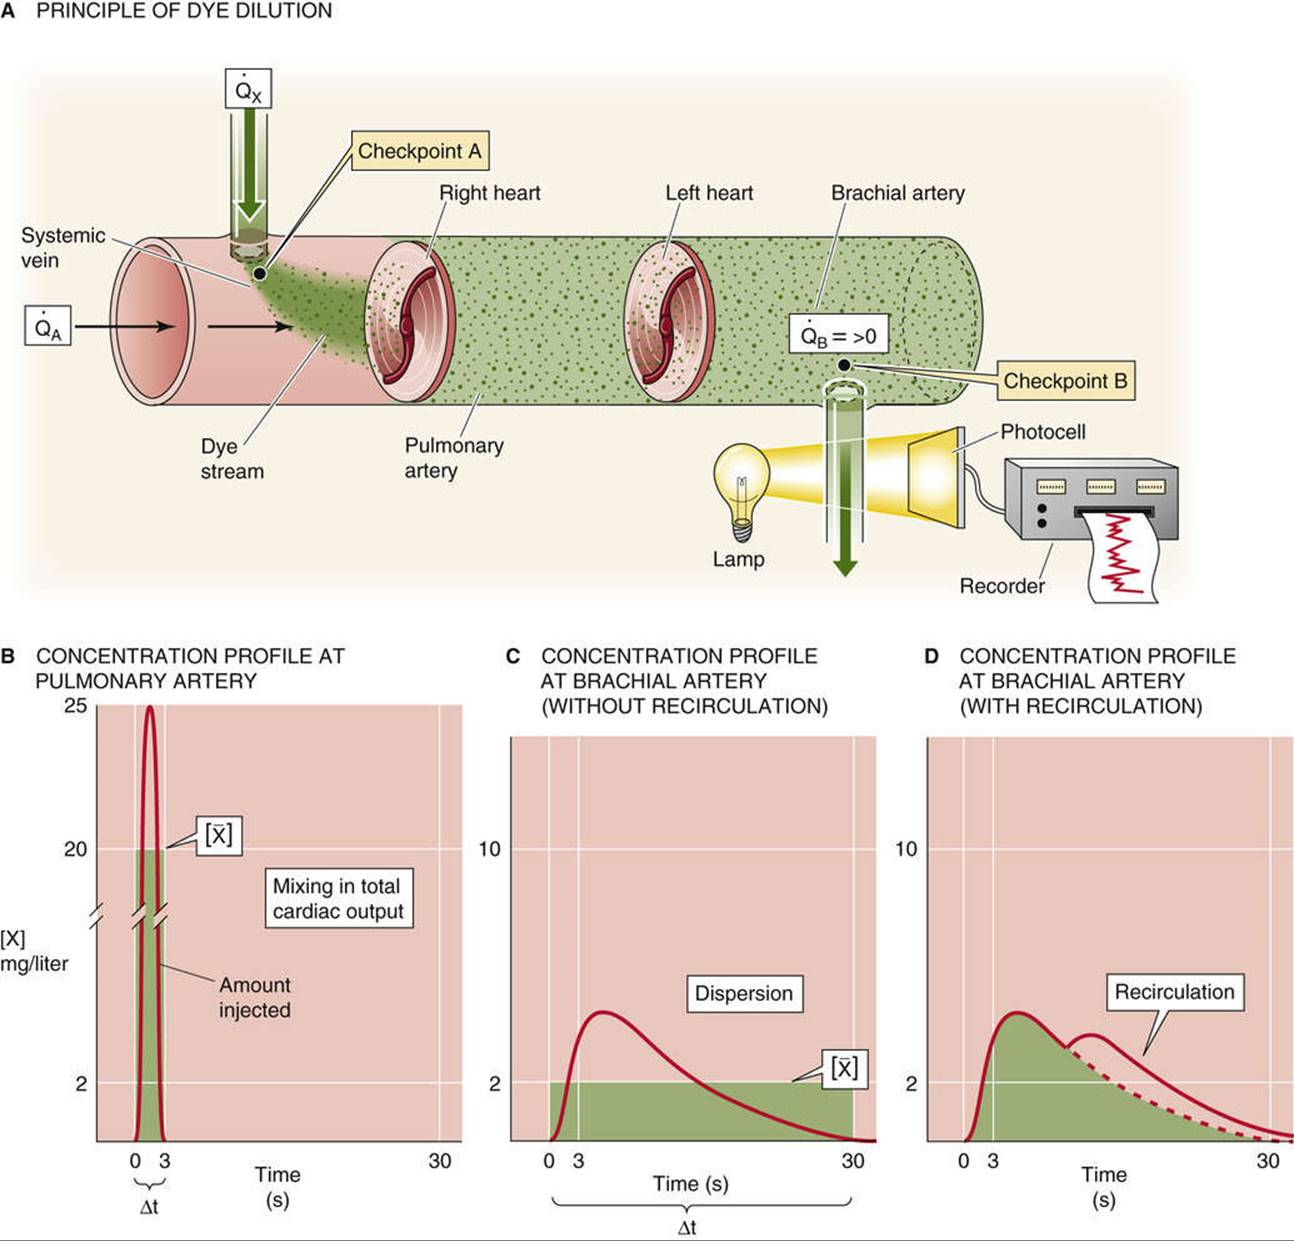 A PRINCIPLE OF DYE DILUTION
Q̇X
Checkpoint A
Right heart
Left heart
Brachial artery
Systemic
vein
Q̇A
Q̇B = >0
Checkpoint B
Dye
stream
Pulmonary
artery
Photocell
Lamp
Recorder
B CONCENTRATION PROFILE AT
PULMONARY ARTERY
25
[X̅]
20
Mixing in total
cardiac output
[X]
mg/liter
Amount
injected
2
0 3 30
Time
(s)
Δt
C CONCENTRATION PROFILE
AT BRACHIAL ARTERY
(WITHOUT RECIRCULATION)
10
Dispersion
[X̅]
2
0 3 30
Time (s)
Δt
D CONCENTRATION PROFILE
AT BRACHIAL ARTERY
(WITH RECIRCULATION)
10
Recirculation
2
0 3 30
Time
(s)